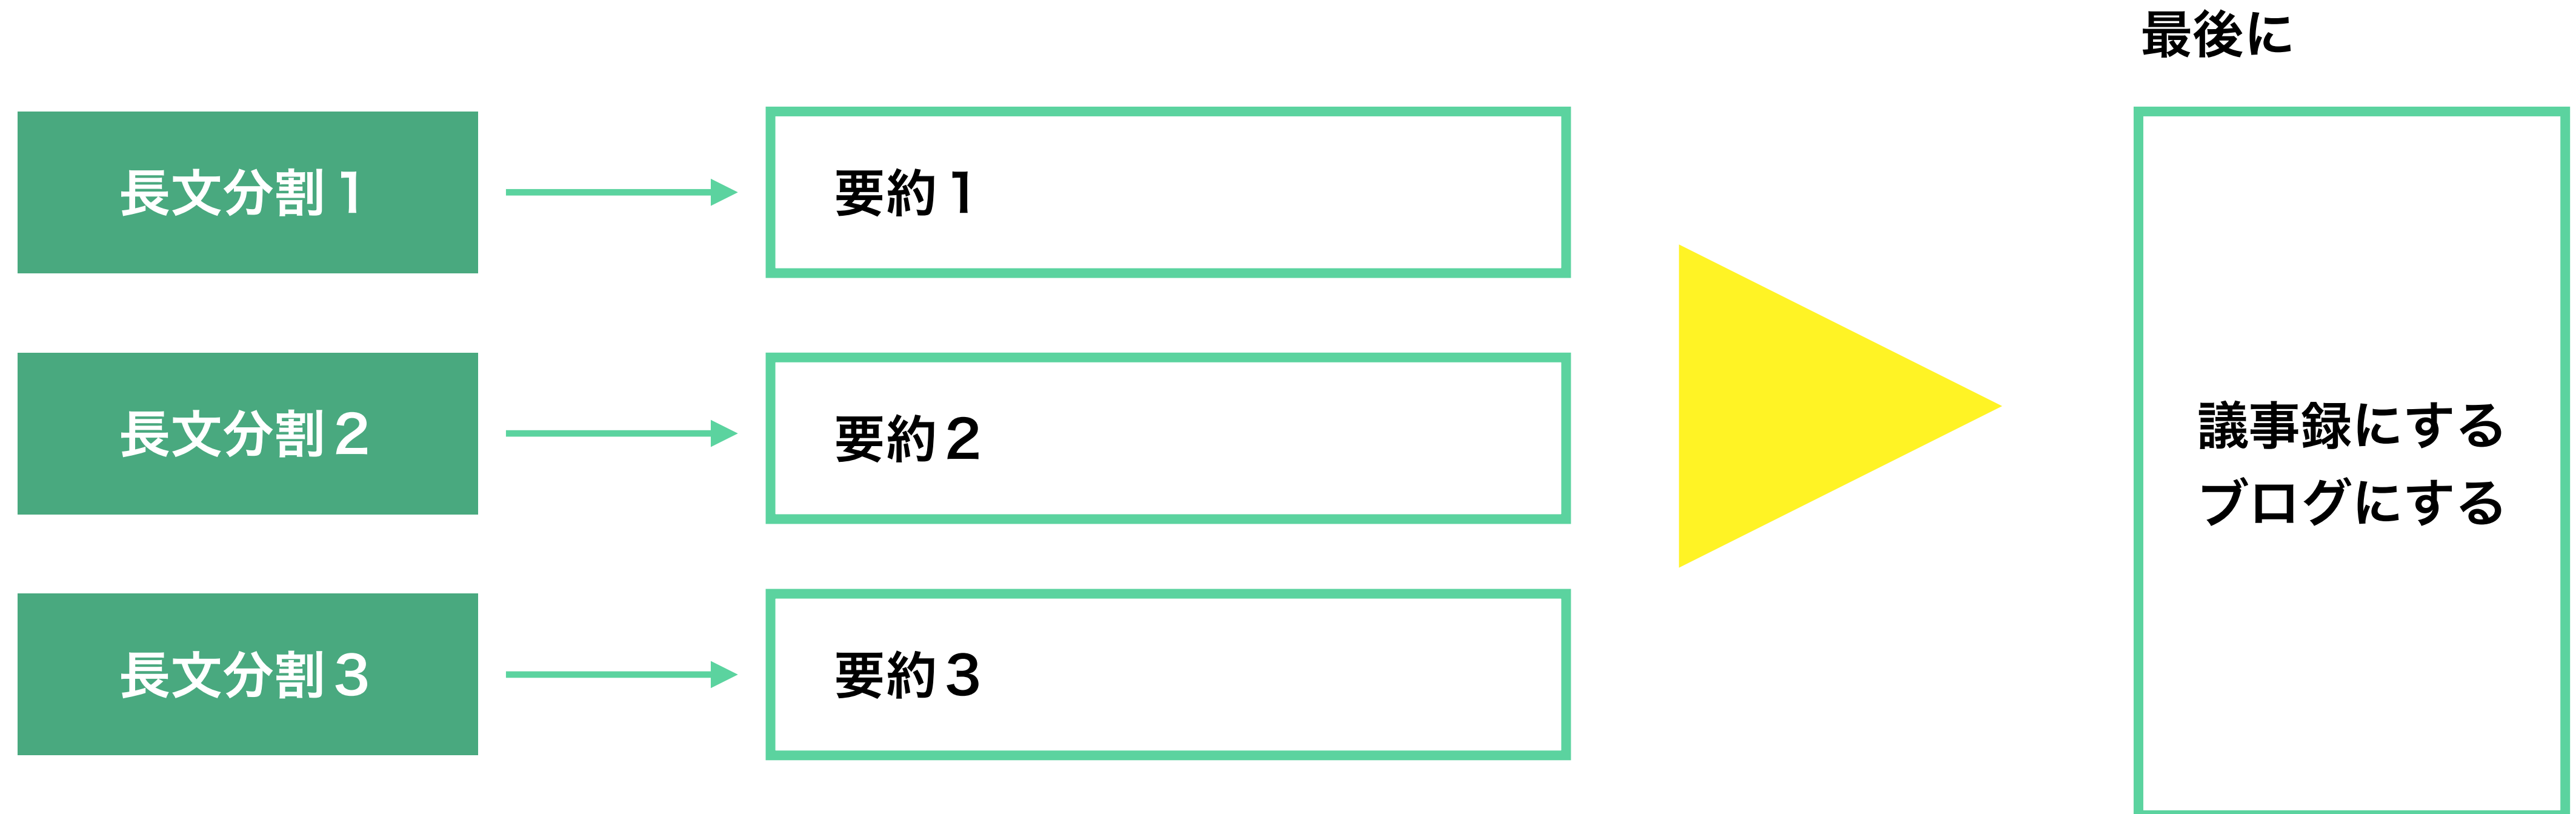 最後に
長文分割１
要約１
長文分割２
要約２
長文分割３
要約３
議事録にする
ブログにする